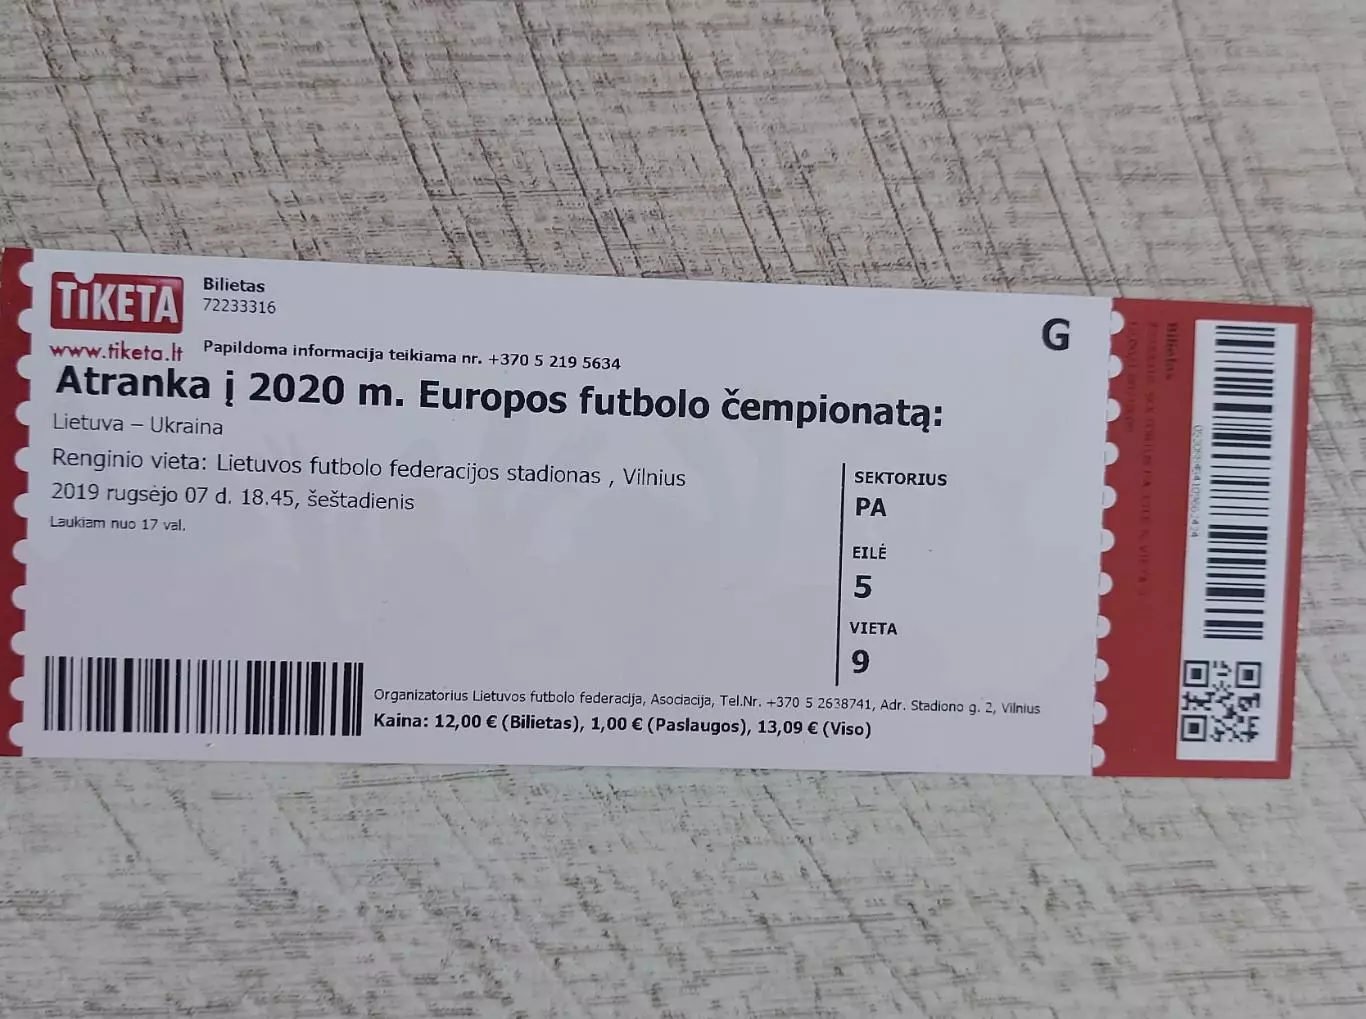 TiKETA
www.tiketa.lt
Bilietas
72233316
Papildoma informacija teikiama nr. +370 5 219 5634
G
Atranka į 2020 m. Europos futbolo čempionatą:
Lietuva – Ukraina
Renginio vieta: Lietuvos futbolo federacijos stadionas , Vilnius
2019 rugsėjo 07 d. 18.45, šeštadienis
Laukiam nuo 17 val.
SEKTORIUS
PA
EILĖ
5
VIETA
9
Organizatorius Lietuvos futbolo federacija, Asociacija, Tel.Nr. +370 5 2638741, Adr. Stadiono g. 2, Vilnius
Kaina: 12,00 € (Bilietas), 1,00 € (Paslaugos), 13,09 € (Viso)
Bilietas